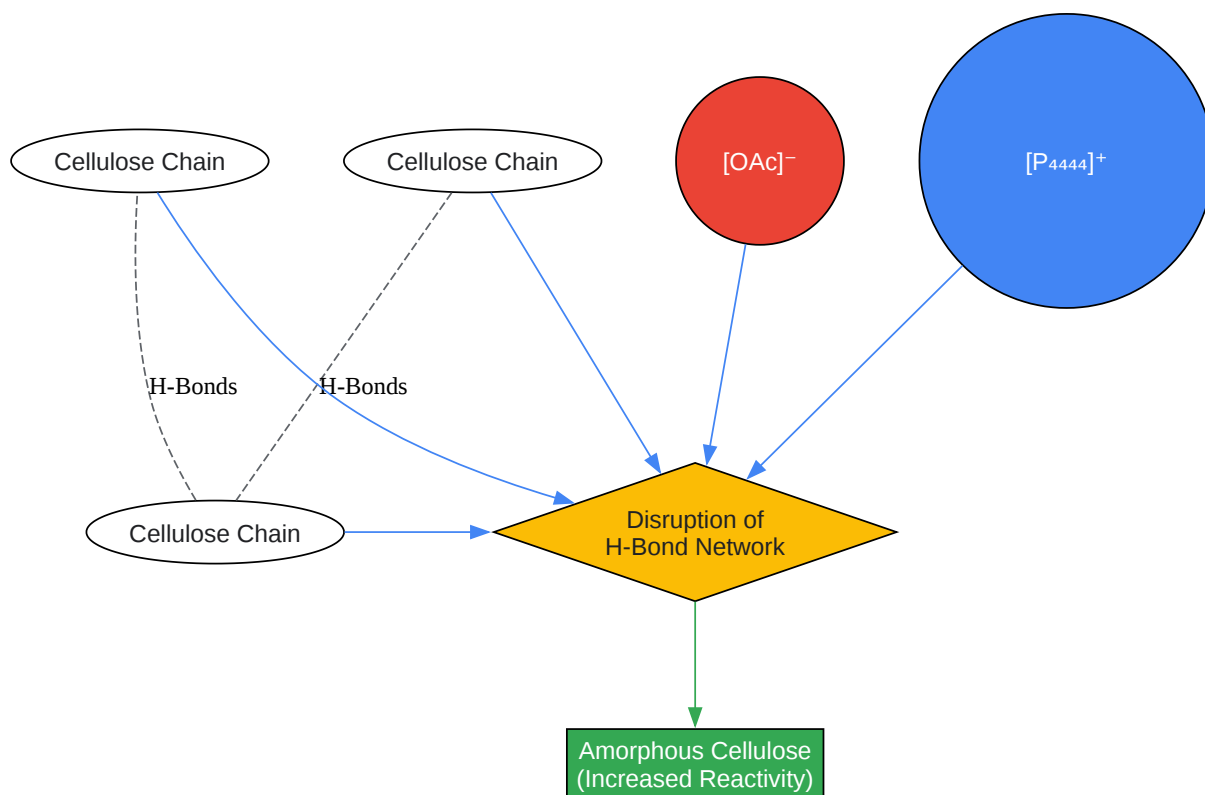 Cellulose Chain
Cellulose Chain
[OAc]⁻
[P₄₄₄₄]⁺
H-Bonds
H-Bonds
Cellulose Chain
Disruption of
H-Bond Network
Amorphous Cellulose
(Increased Reactivity)